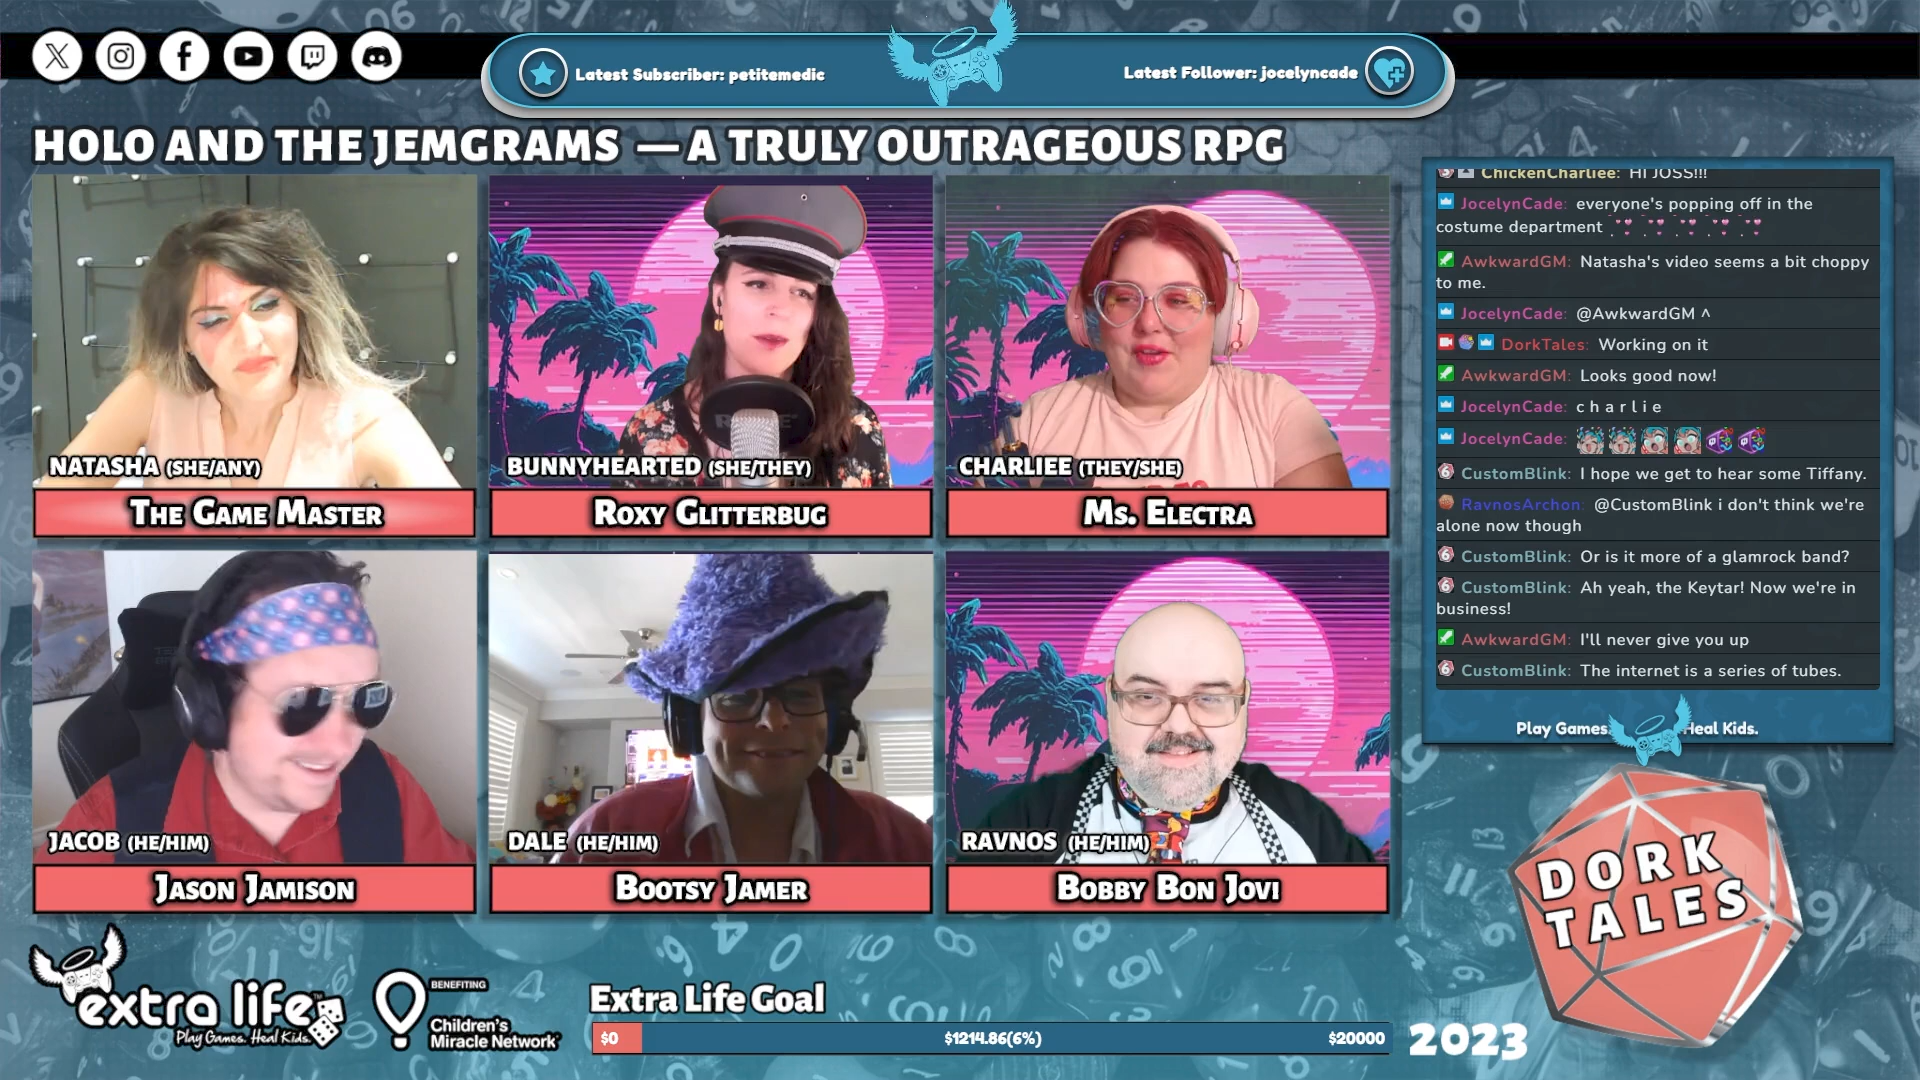 Latest Subscriber: petitemedic
Latest Follower: jocelyncade
HOLO AND THE JEMGRAMS — A TRULY OUTRAGEOUS RPG
NATASHA (SHE/ANY)
THE GAME MASTER
BUNNYHEARTED (SHE/THEY)
ROXY GLITTERBUG
CHARLIEE (THEY/SHE)
MS. ELECTRA
JACOB (HE/HIM)
JASON JAMISON
DALE (HE/HIM)
BOOTSY JAMER
RAVNOS (HE/HIM)
BOBBY BON JOVI
ChickenCharliee: HI JOSS!!!
JocelynCade: everyone's popping off in the
costume department
AwkwardGM: Natasha's video seems a bit choppy
to me.
JocelynCade: @AwkwardGM ^
DorkTales: Working on it
AwkwardGM: Looks good now!
JocelynCade: c h a r l i e
JocelynCade:
CustomBlink: I hope we get to hear some Tiffany.
RavnosArchon: @CustomBlink i don't think we're
alone now though
CustomBlink: Or is it more of a glamrock band?
CustomBlink: Ah yeah, the Keytar! Now we're in
business!
AwkwardGM: I'll never give you up
CustomBlink: The internet is a series of tubes.
Play Games. Heal Kids.
DORK
TALES
extra life
Play Games. Heal Kids.
BENEFITING
Children's
Miracle Network
Extra Life Goal
$0 $1214.86(6%) $20000
2023